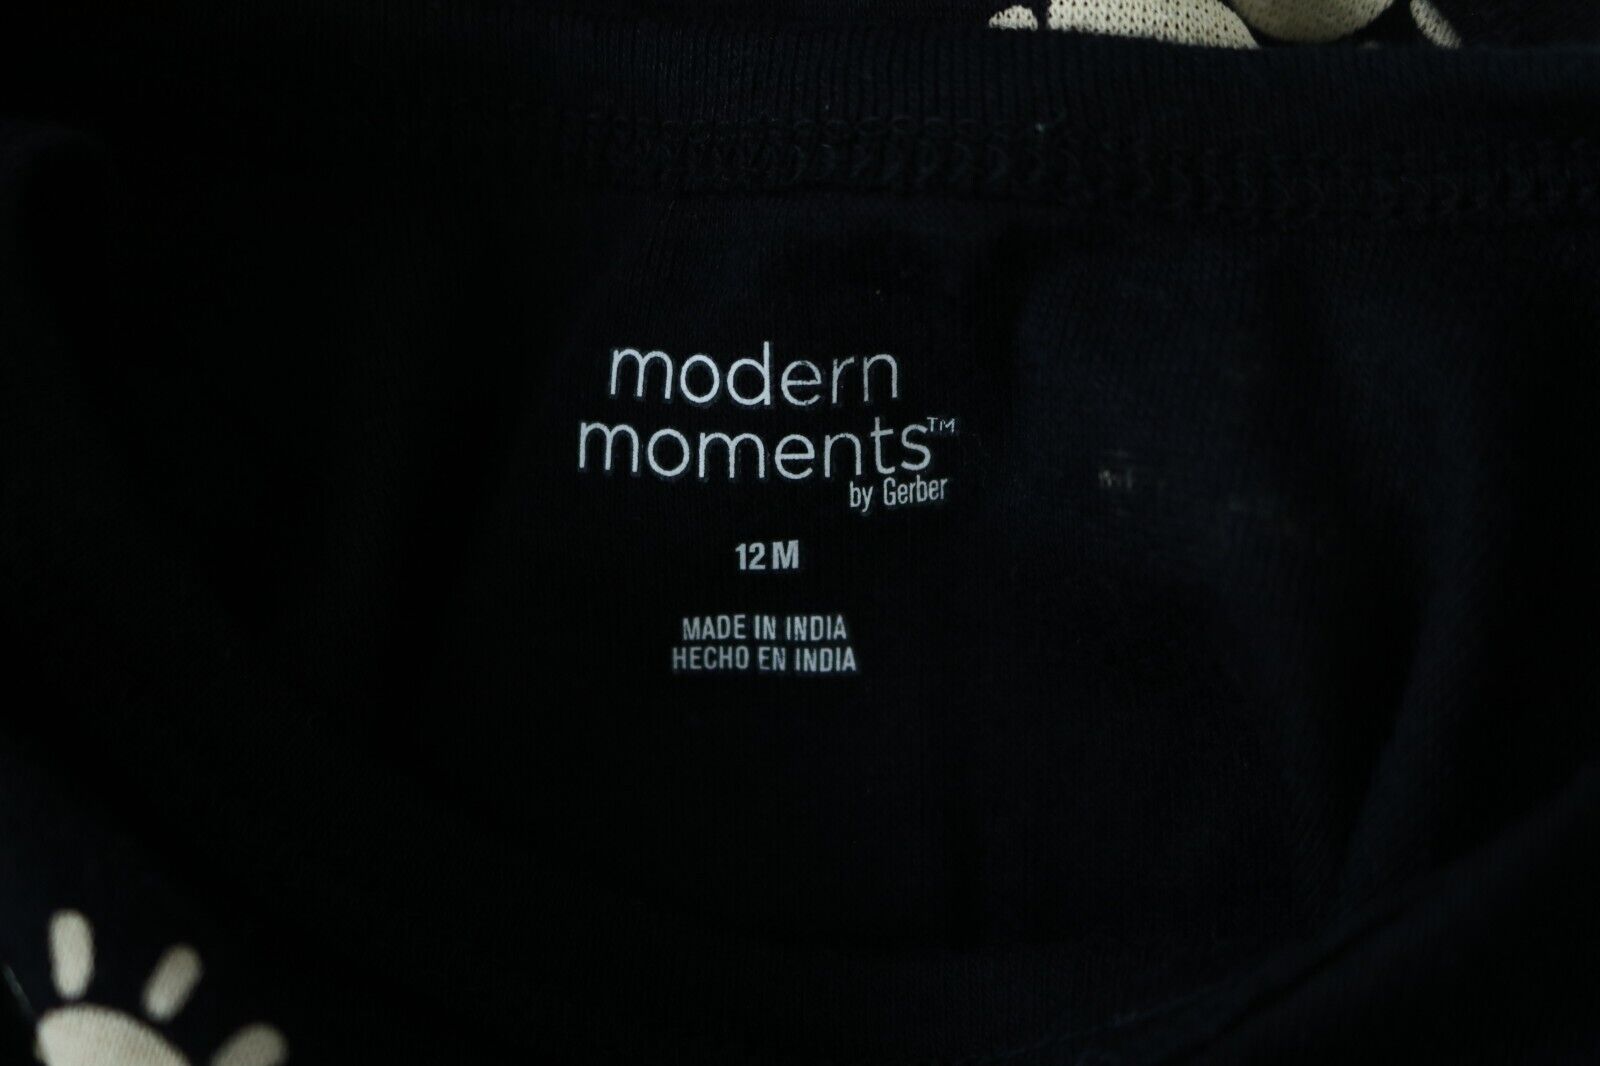 modern
moments™
by Gerber
12 M
MADE IN INDIA
HECHO EN INDIA